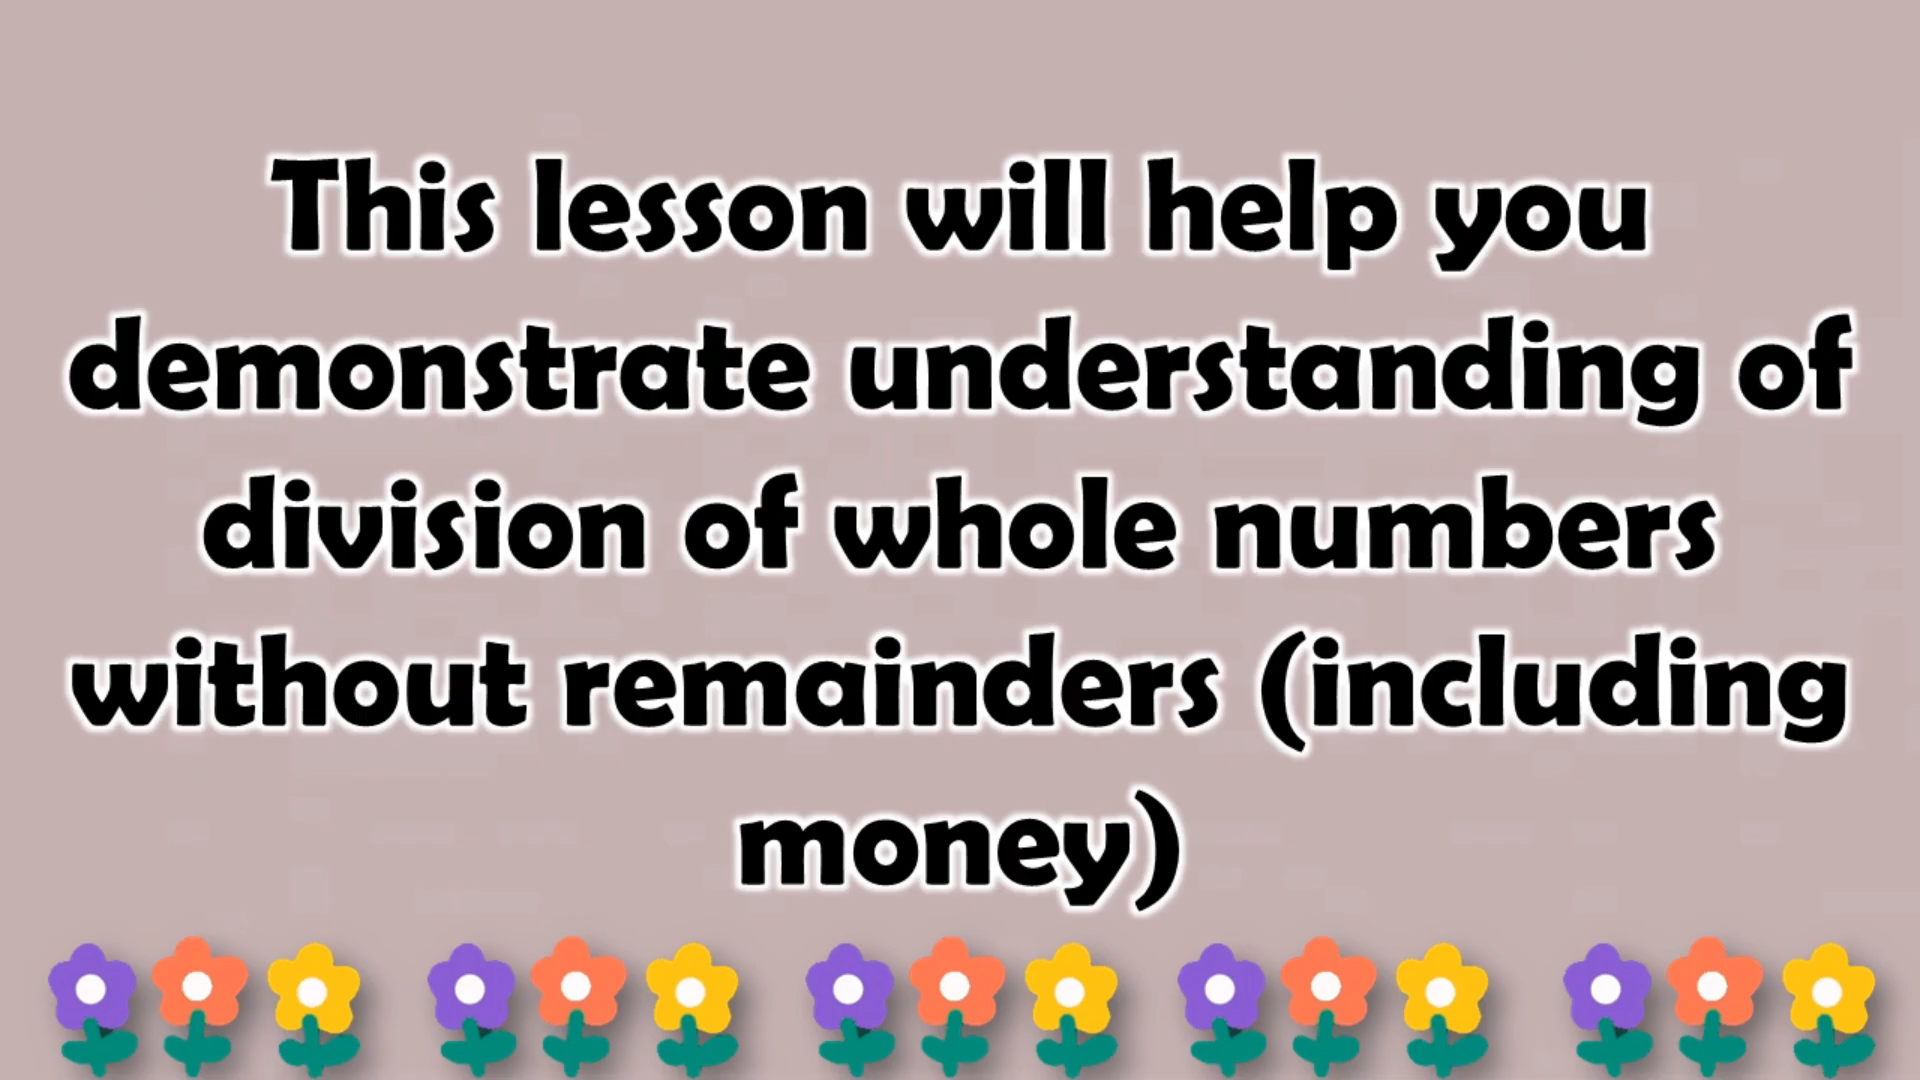 This lesson will help you
demonstrate understanding of
division of whole numbers
without remainders (including
money)